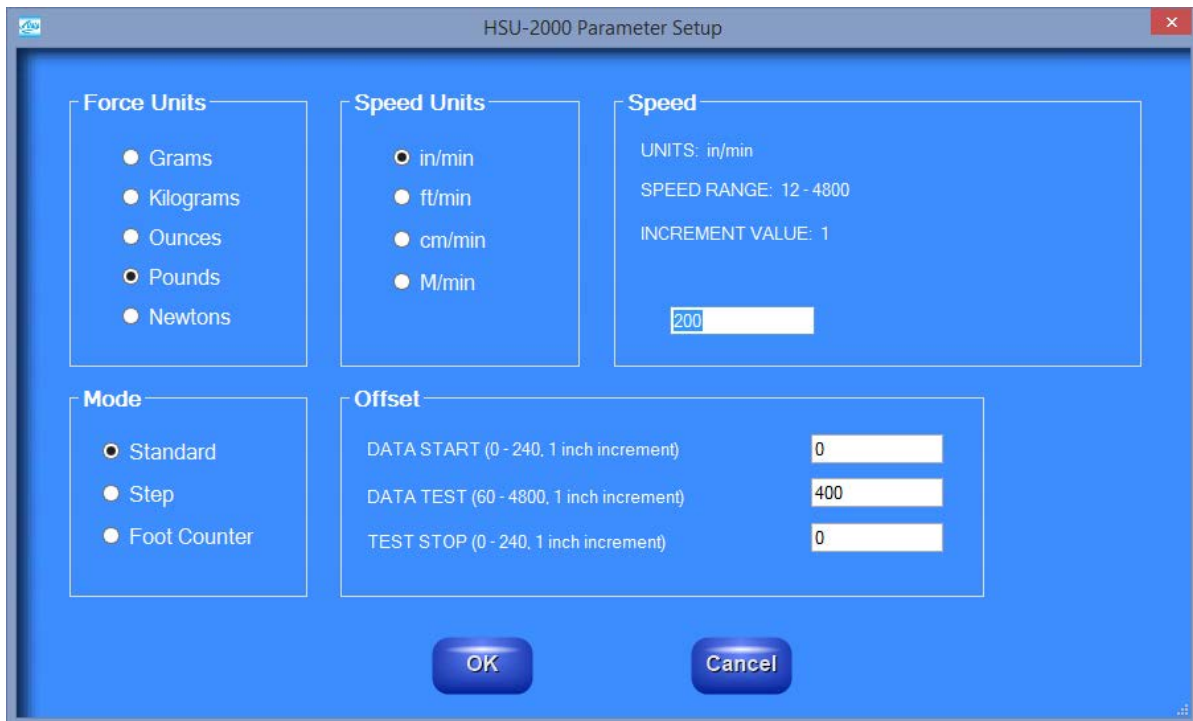 HSU-2000 Parameter Setup
Force Units
Grams
Kilograms
Ounces
Pounds
Newtons
Speed Units
in/min
ft/min
cm/min
M/min
Speed
UNITS: in/min
SPEED RANGE: 12 - 4800
INCREMENT VALUE: 1
200
Mode
Standard
Step
Foot Counter
Offset
DATA START (0 - 240, 1 inch increment) 0
DATA TEST (60 - 4800, 1 inch increment) 400
TEST STOP (0 - 240, 1 inch increment) 0
OK Cancel